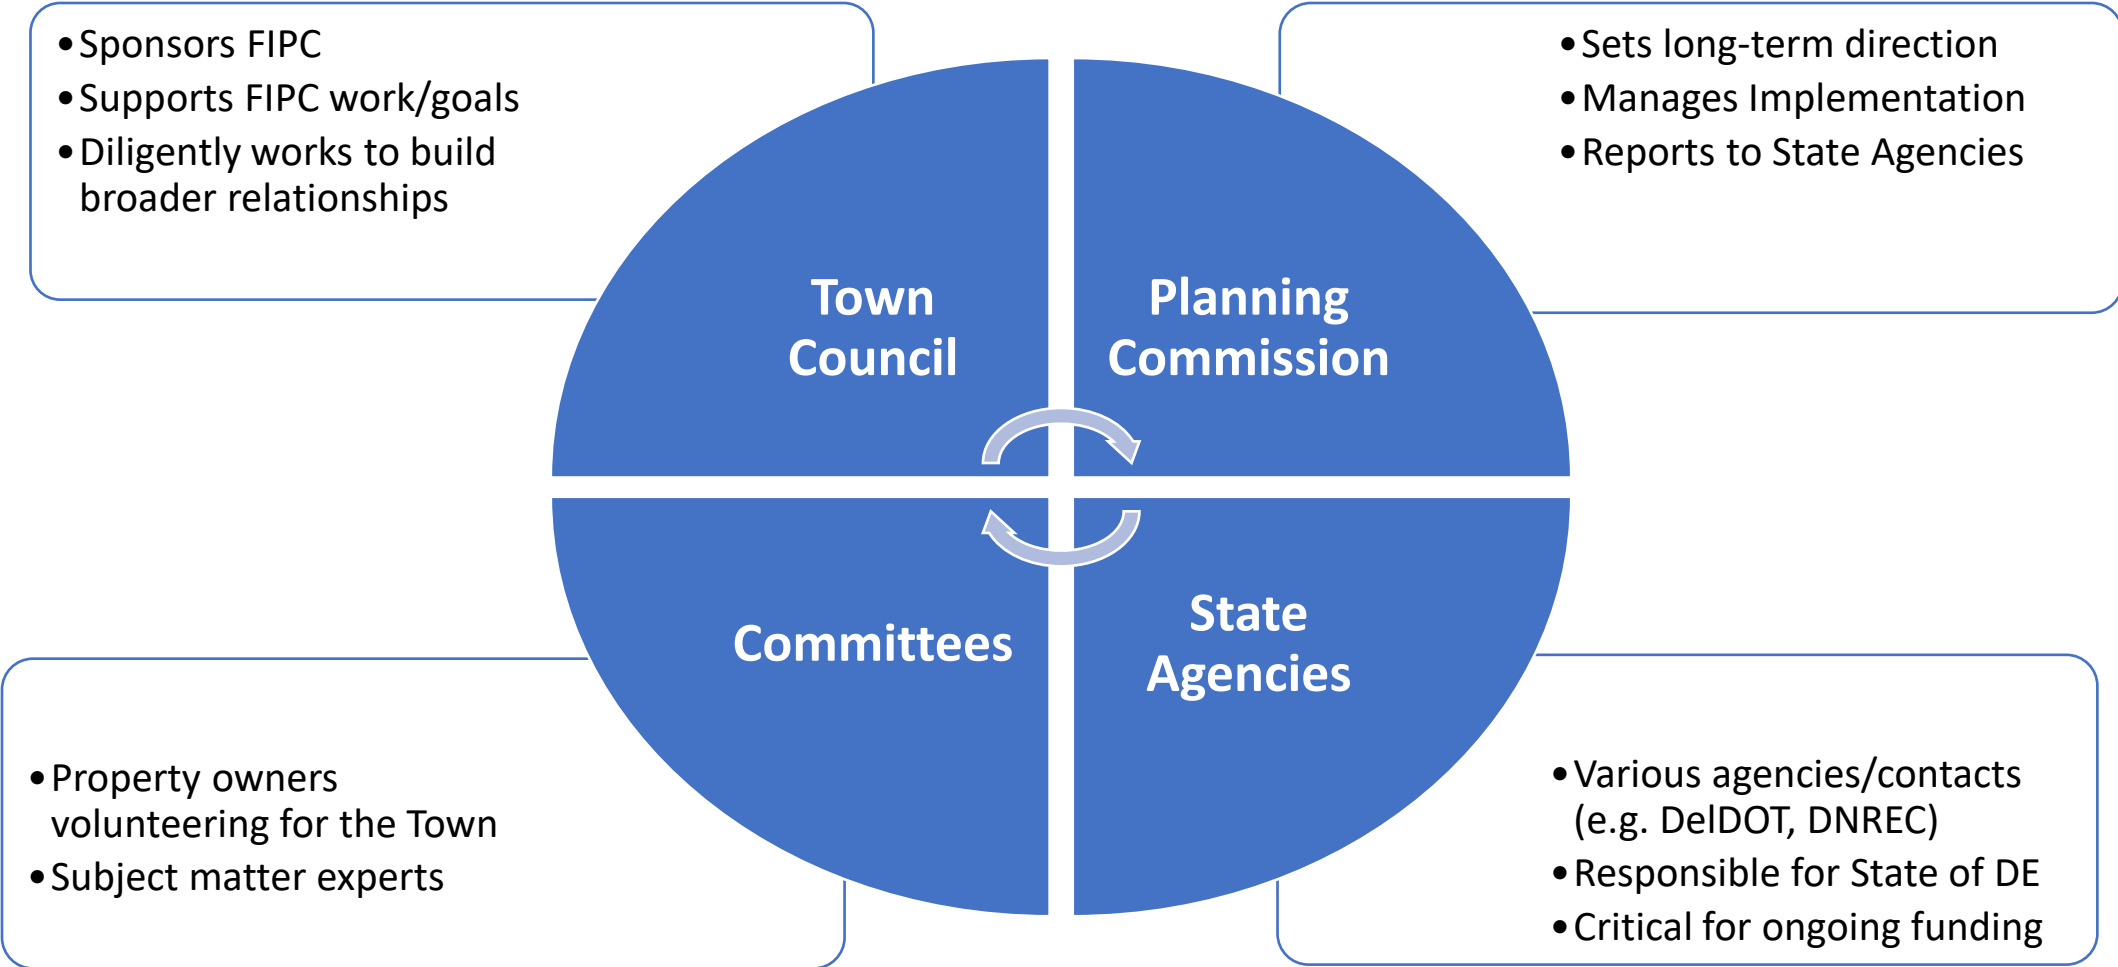 •Sponsors FIPC
•Supports FIPC work/goals
•Diligently works to build
broader relationships
•Sets long-term direction
•Manages Implementation
•Reports to State Agencies
Town
Council
Planning
Commission
Committees
State
Agencies
•Property owners
volunteering for the Town
•Subject matter experts
•Various agencies/contacts
(e.g. DelDOT, DNREC)
•Responsible for State of DE
•Critical for ongoing funding